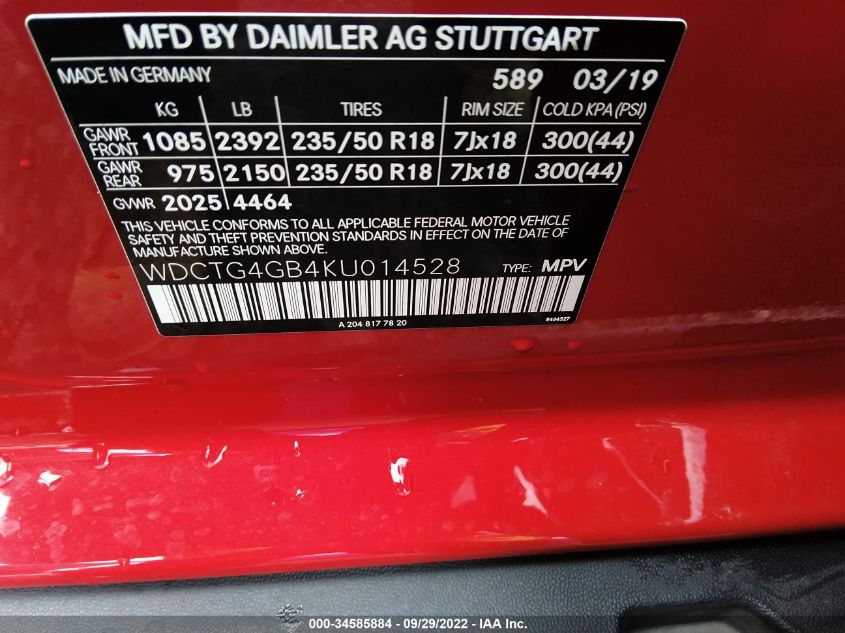 MFD BY DAIMLER AG STUTTGART
MADE IN GERMANY 589 03/19
KG LB TIRES RIM SIZE COLD KPA (PSI)
GAWR FRONT 1085 2392 235/50 R18 7Jx18 300(44)
GAWR REAR 975 2150 235/50 R18 7Jx18 300(44)
GVWR 2025 4464
THIS VEHICLE CONFORMS TO ALL APPLICABLE FEDERAL MOTOR VEHICLE
SAFETY AND THEFT PREVENTION STANDARDS IN EFFECT ON THE DATE OF
MANUFACTURE SHOWN ABOVE.
WDCTG4GB4KU014528 TYPE: MPV
A 204 817 78 20 8464527
000-34585884 - 09/29/2022 - IAA Inc.